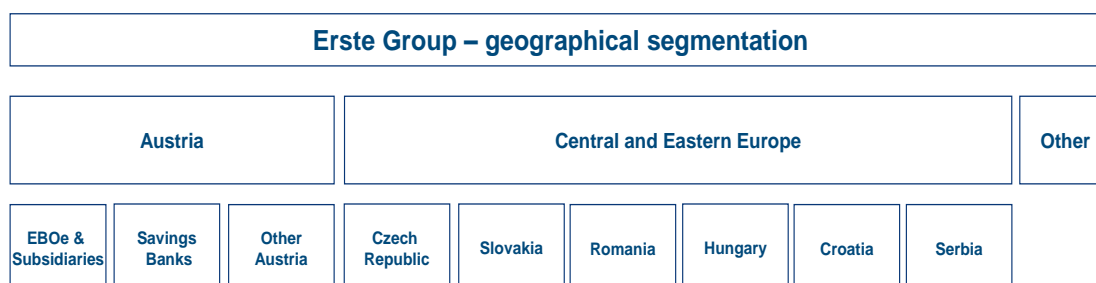 Erste Group – geographical segmentation
Austria
Central and Eastern Europe
Other
EBOe &
Subsidiaries
Savings
Banks
Other
Austria
Czech
Republic
Slovakia
Romania
Hungary
Croatia
Serbia